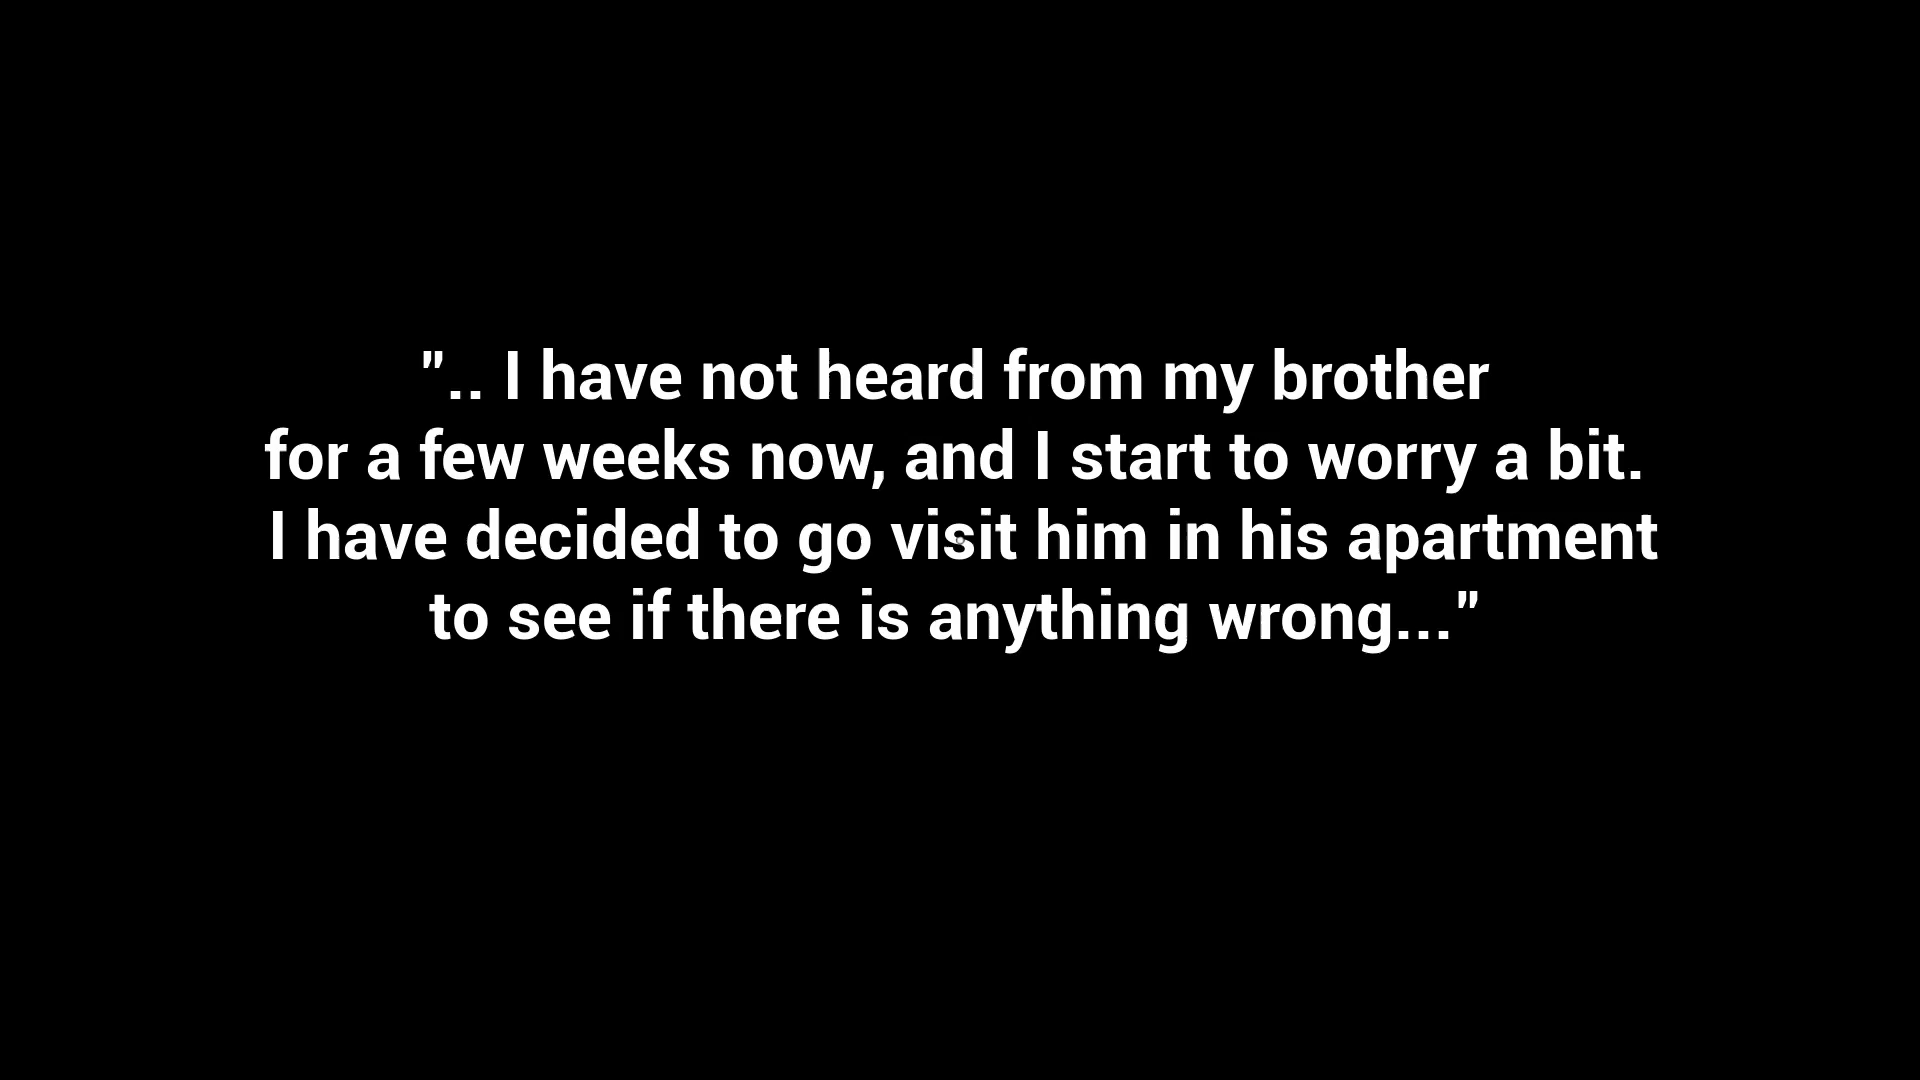 ".. I have not heard from my brother
for a few weeks now, and I start to worry a bit.
I have decided to go visit him in his apartment
to see if there is anything wrong..."